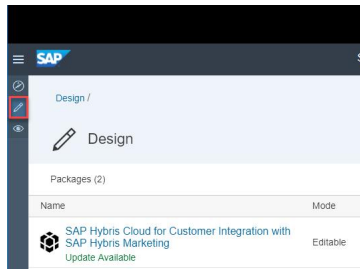 SAP
Design /
Design
Packages (2)
Name Mode
SAP Hybris Cloud for Customer Integration with
SAP Hybris Marketing
Editable
Update Available